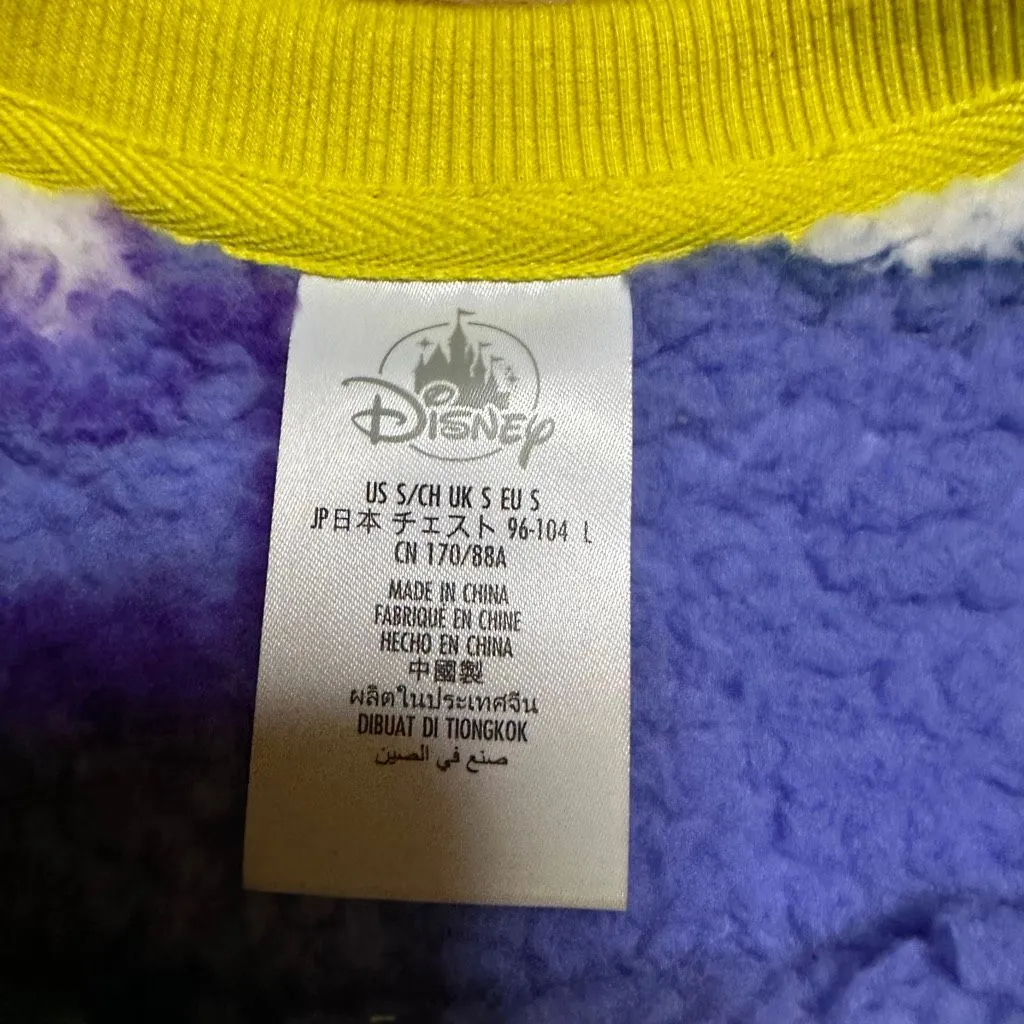 Disney
US S/CH UK S EU S
JP日本 チェスト 96-104 L
CN 170/88A
MADE IN CHINA
FABRIQUÉ EN CHINE
HECHO EN CHINA
中國製
ผลิตในประเทศจีน
DIBUAT DI TIONGKOK
صنع في الصين